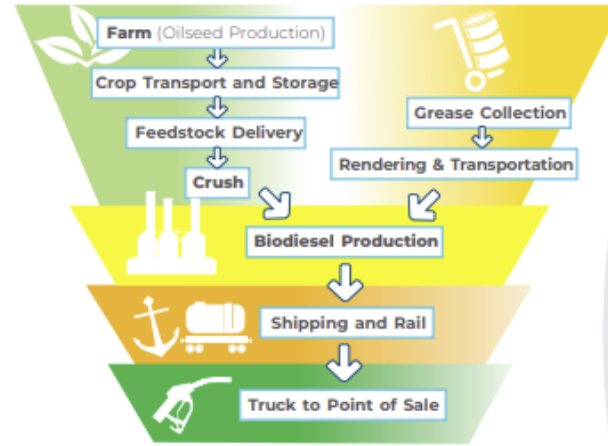 Farm (Oilseed Production)
Crop Transport and Storage
Feedstock Delivery
Crush
Grease Collection
Rendering & Transportation
Biodiesel Production
Shipping and Rail
Truck to Point of Sale